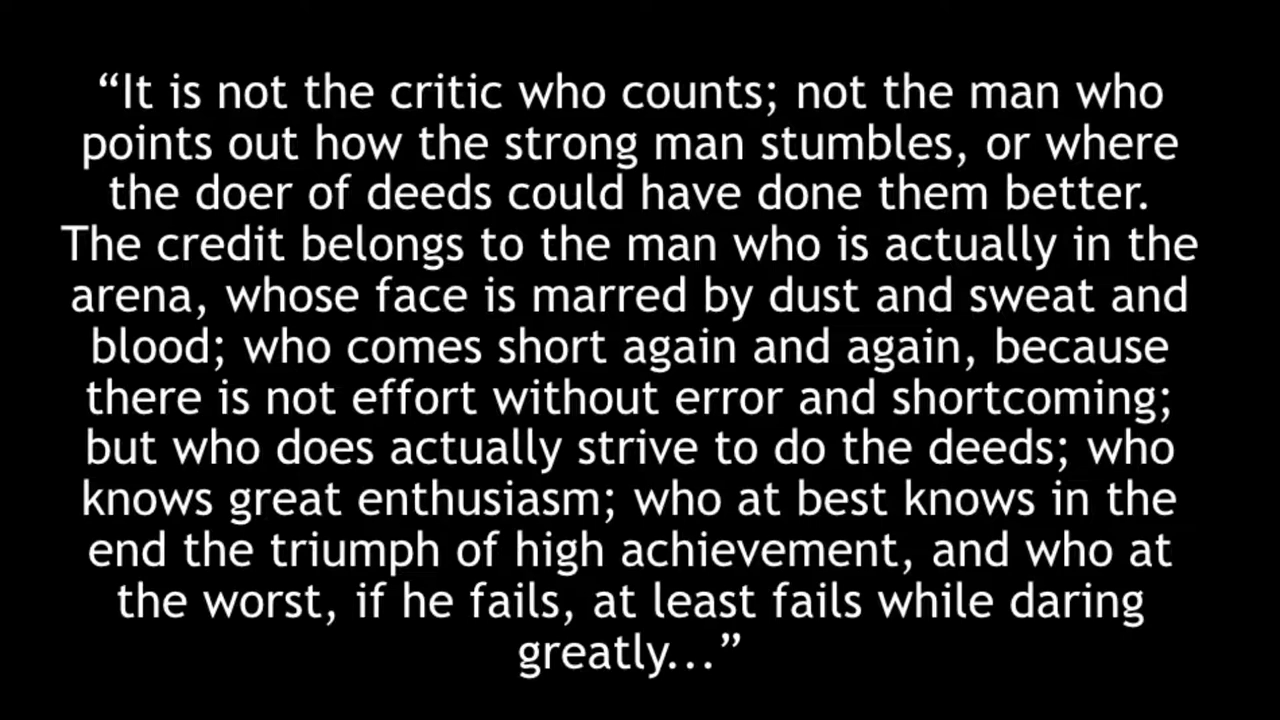 “It is not the critic who counts; not the man who
points out how the strong man stumbles, or where
the doer of deeds could have done them better.
The credit belongs to the man who is actually in the
arena, whose face is marred by dust and sweat and
blood; who comes short again and again, because
there is not effort without error and shortcoming;
but who does actually strive to do the deeds; who
knows great enthusiasm; who at best knows in the
end the triumph of high achievement, and who at
the worst, if he fails, at least fails while daring
greatly...”